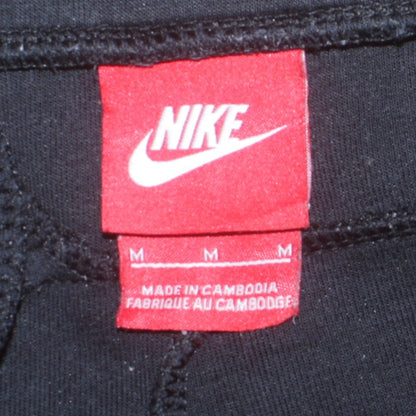 NIKE
M M M
MADE IN CAMBODIA
FABRIQUE AU CAMBODGE